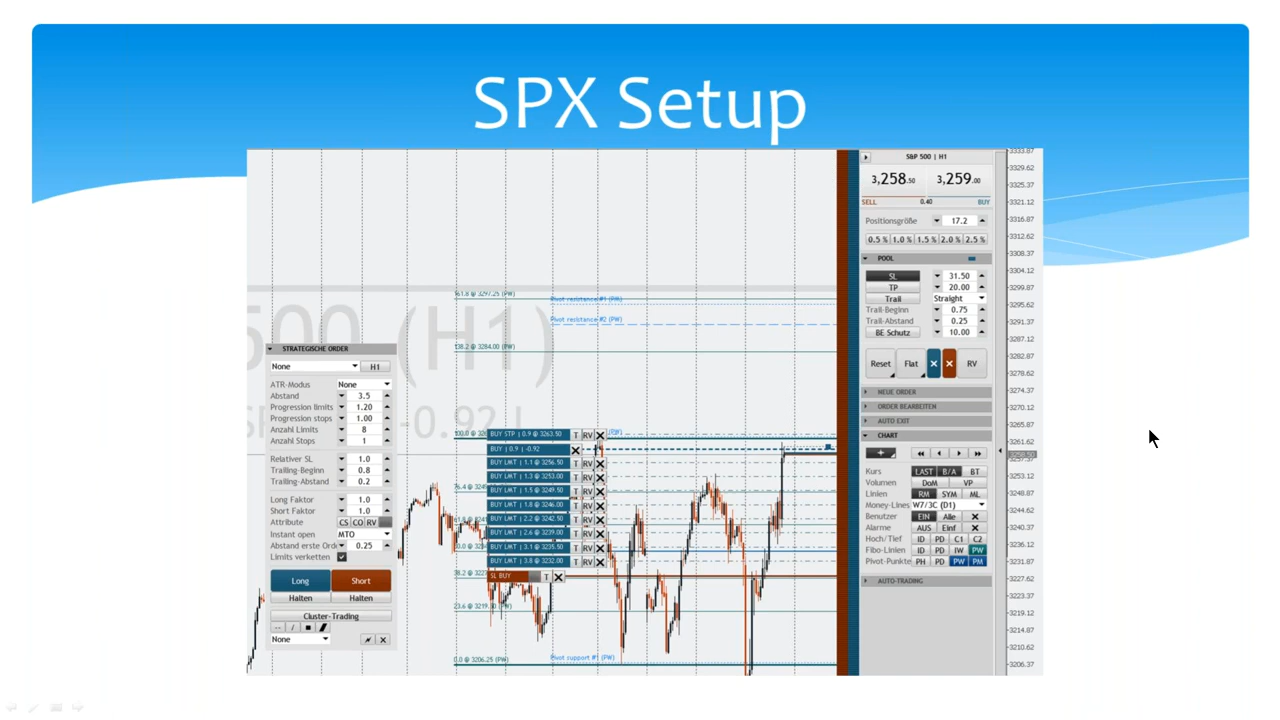 SPX Setup
S&P 500 | H1
3,258.50 3,259.00
SELL 0.40 BUY
Positionsgröße 17.2
0.5 % 1.0 % 1.5 % 2.0 % 2.5 %
POOL
SL 31.50
TP 20.00
Trail Straight
Trail-Beginn 0.75
Trail-Abstand 0.25
BE Schutz 10.00
Reset Flat RV
NEUE ORDER
ORDER BEARBEITEN
AUTO EXIT
CHART
Kurs LAST B/A BT
Volumen DoM VP
Linien RM SYM ML
Money-Lines W7/3C (D1)
Benutzer EIN Alle
Alarme AUS Einf
Hoch/Tief ID PD C1 C2
Fibo-Linien ID PD IW PW
Pivot-Punkte PH PD PW PM
AUTO-TRADING
3333.87
3329.62
3325.37
3321.12
3316.87
3312.62
3308.37
3304.12
3299.87
3295.62
3291.37
3287.12
3282.87
3278.62
3274.37
3270.12
3265.87
3261.62
3253.12
3248.87
3244.62
3240.37
3236.12
3231.87
3227.62
3223.37
3219.12
3214.87
3210.62
3206.37
500 (H1)
-0.92
161.8 @ 3297.25 (PW)
Pivot resistance #1 (PW)
Pivot resistance #2 (PW)
138.2 @ 3284.00 (PW)
STRATEGISCHE ORDER
None H1
ATR-Modus None
Abstand 3.5
Progression limits 1.20
Progression stops 1.00
Anzahl Limits 8
Anzahl Stops 1
Relativer SL 1.0
Trailing-Beginn 0.8
Trailing-Abstand 0.2
Long Faktor 1.0
Short Faktor 1.0
Attribute CS CO RV
Instant open MTO
Abstand erste Ord 0.25
Limits verketten
Long Short
Halten Halten
Cluster-Trading
None
BUY STP | 0.9 @ 3263.50 T RV
BUY | 0.9 | -0.92
BUY LMT | 1.1 @ 3256.50 T RV
BUY LMT | 1.3 @ 3253.00 T RV
BUY LMT | 1.5 @ 3249.50 T RV
BUY LMT | 1.8 @ 3246.00 T RV
BUY LMT | 2.2 @ 3242.50 T RV
BUY LMT | 2.6 @ 3239.00 T RV
BUY LMT | 3.1 @ 3235.50 T RV
BUY LMT | 3.8 @ 3232.00 T RV
SL BUY T
23.6 @ 3219.
Pivot support #1 (PW)
0.0 @ 3206.25 (PW)